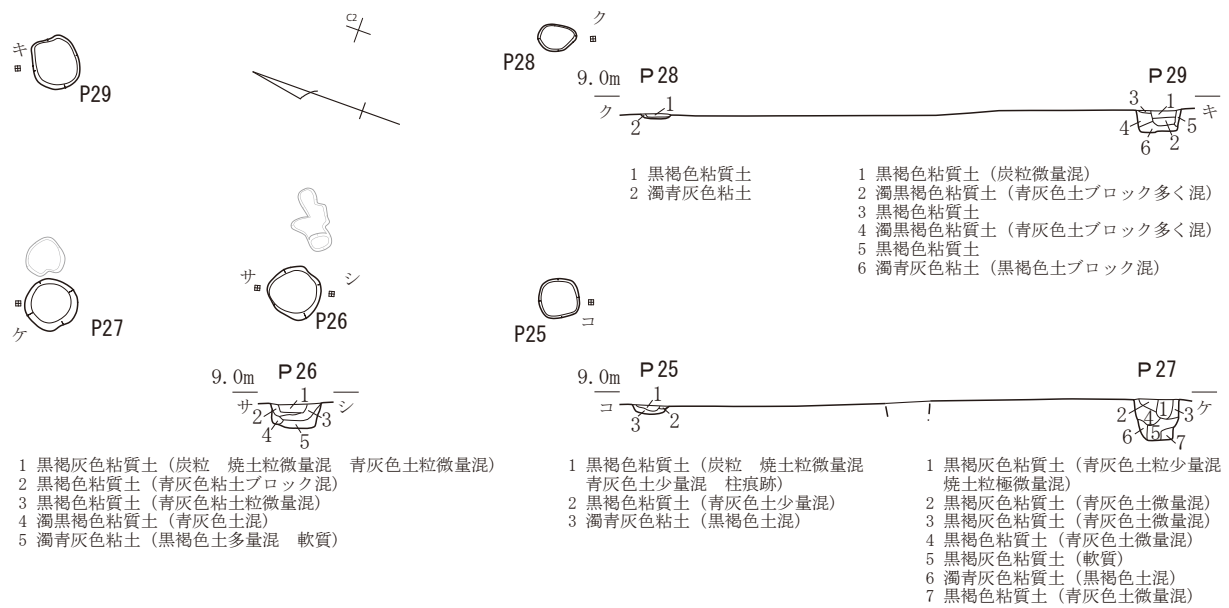 C2
キ
P29
ク
P28
サ
シ
P26
ケ
P27
コ
P25
9.0m P28 P29
ク キ
1
2
3 1
4 5
6 2
1 黒褐色粘質土
2 濁青灰色粘土
1 黒褐色粘質土（炭粒微量混）
2 濁黒褐色粘質土（青灰色土ブロック多く混）
3 黒褐色粘質土
4 濁黒褐色粘質土（青灰色土ブロック多く混）
5 黒褐色粘質土
6 濁青灰色粘土（黒褐色土ブロック混）
9.0m P26
サ シ
1
2 3
4 5
1 黒褐灰色粘質土（炭粒　焼土粒微量混　青灰色土粒微量混）
2 黒褐色粘質土（青灰色粘土ブロック混）
3 黒褐色粘質土（青灰色粘土粒微量混）
4 濁黒褐色粘質土（青灰色土混）
5 濁青灰色粘土（黒褐色土多量混　軟質）
9.0m P25 P27
コ ケ
1
3 2
2 1 3
4
6 5 7
1 黒褐色粘質土（炭粒　焼土粒微量混
青灰色土少量混　柱痕跡）
2 黒褐色粘質土（青灰色土少量混）
3 濁青灰色粘土（黒褐色土混）
1 黒褐灰色粘質土（青灰色土粒少量混
焼土粒極微量混）
2 黒褐灰色粘質土（青灰色土微量混）
3 黒褐灰色粘質土（青灰色土微量混）
4 黒褐色粘質土（青灰色土微量混）
5 黒褐灰色粘質土（軟質）
6 濁青灰色粘質土（黒褐色土混）
7 黒褐色粘質土（青灰色土微量混）